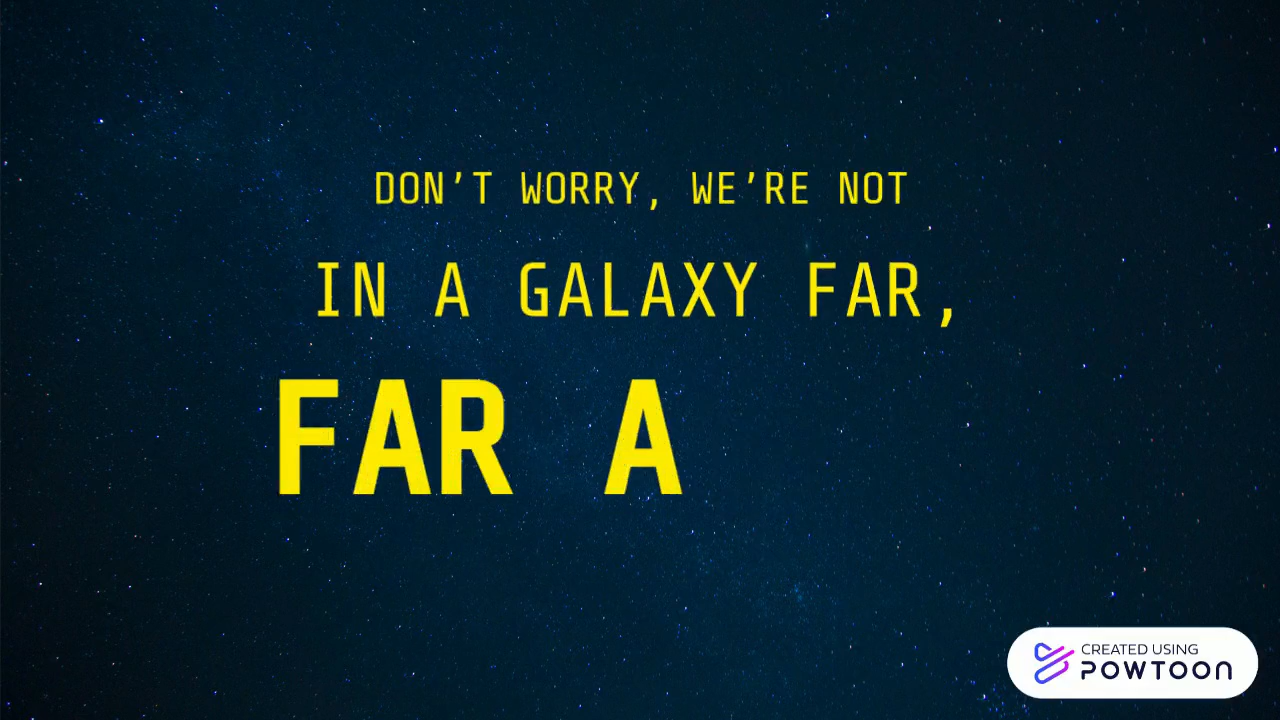 DON’T WORRY, WE’RE NOT
IN A GALAXY FAR,
FAR A
CREATED USING
POWTOON